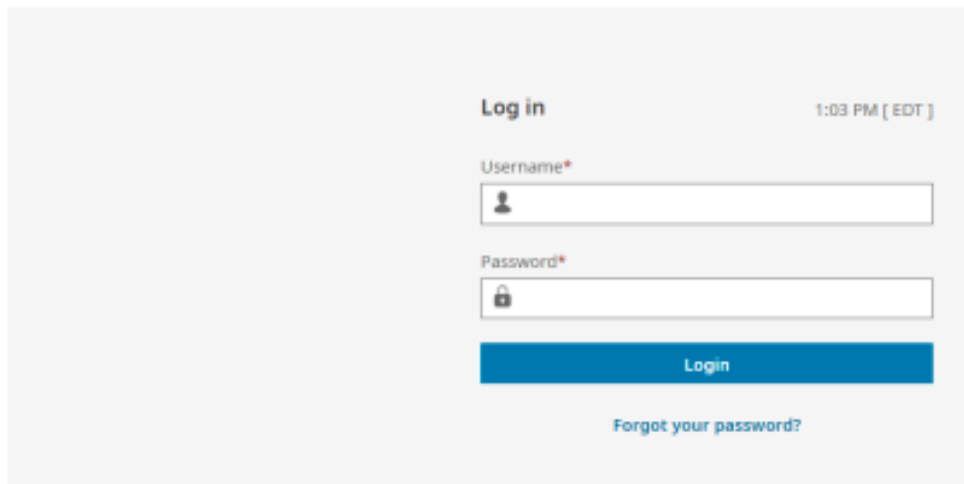 Log in
1:03 PM [ EDT ]
Username*
Password*
Login
Forgot your password?